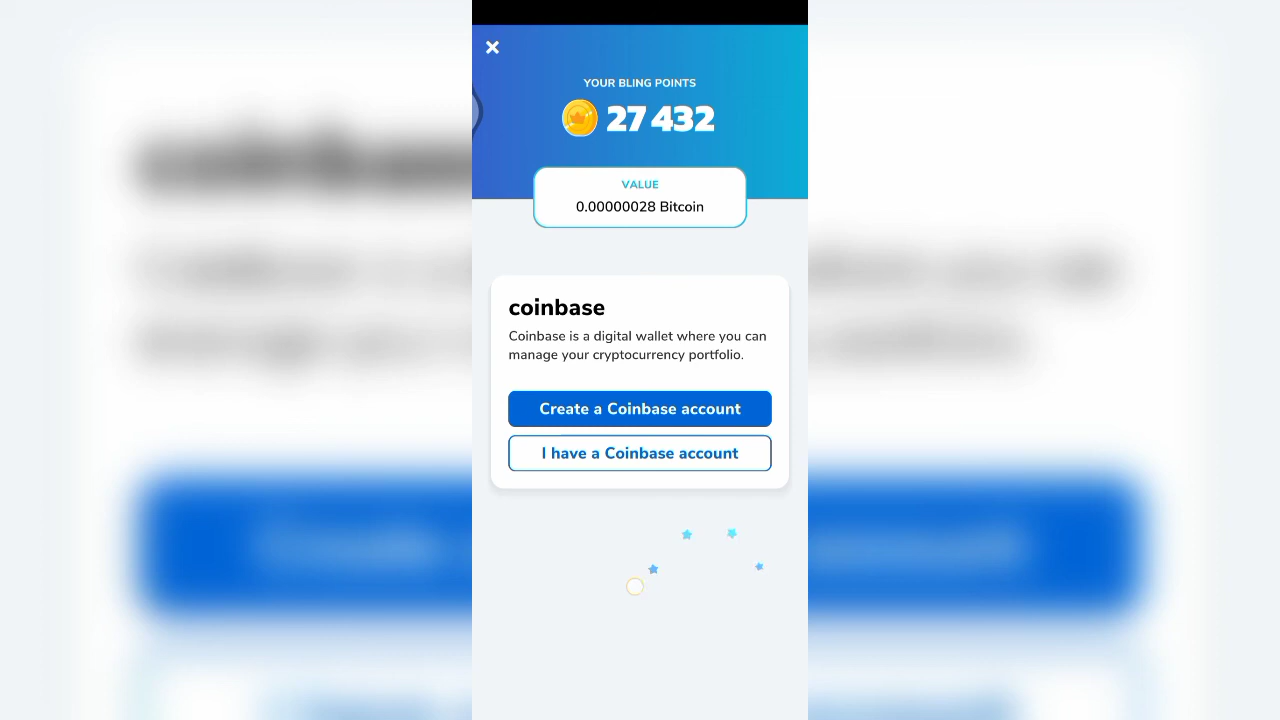 YOUR BLING POINTS
27 432
VALUE
0.00000028 Bitcoin
coinbase
Coinbase is a digital wallet where you can
manage your cryptocurrency portfolio.
Create a Coinbase account
I have a Coinbase account